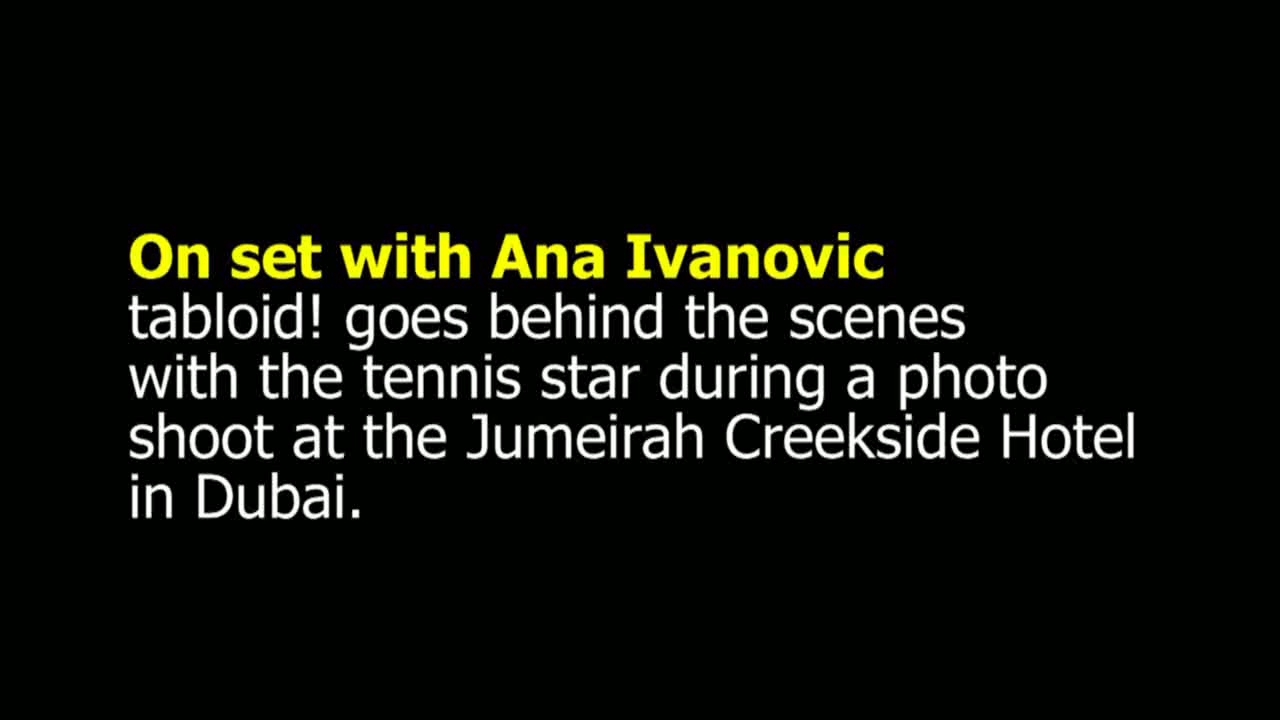 On set with Ana Ivanovic
tabloid! goes behind the scenes
with the tennis star during a photo
shoot at the Jumeirah Creekside Hotel
in Dubai.